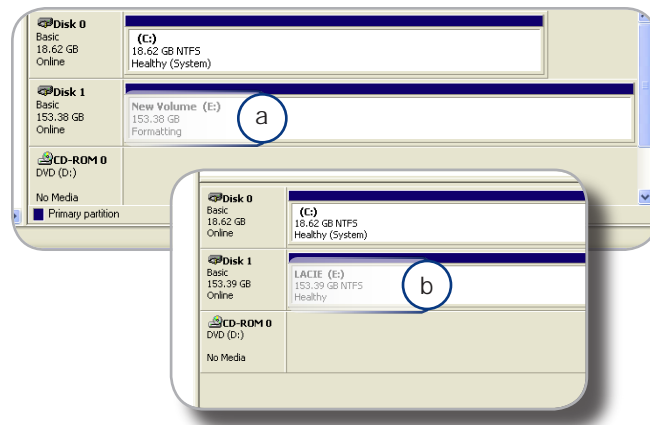 Disk 0
Basic
18.62 GB
Online
(C:)
18.62 GB NTFS
Healthy (System)
Disk 1
Basic
153.38 GB
Online
New Volume (E:)
153.38 GB
Formatting
a
CD-ROM 0
DVD (D:)
No Media
Primary partition
Disk 0
Basic
18.62 GB
Online
(C:)
18.62 GB NTFS
Healthy (System)
Disk 1
Basic
153.39 GB
Online
LACIE (E:)
153.39 GB NTFS
Healthy
b
CD-ROM 0
DVD (D:)
No Media